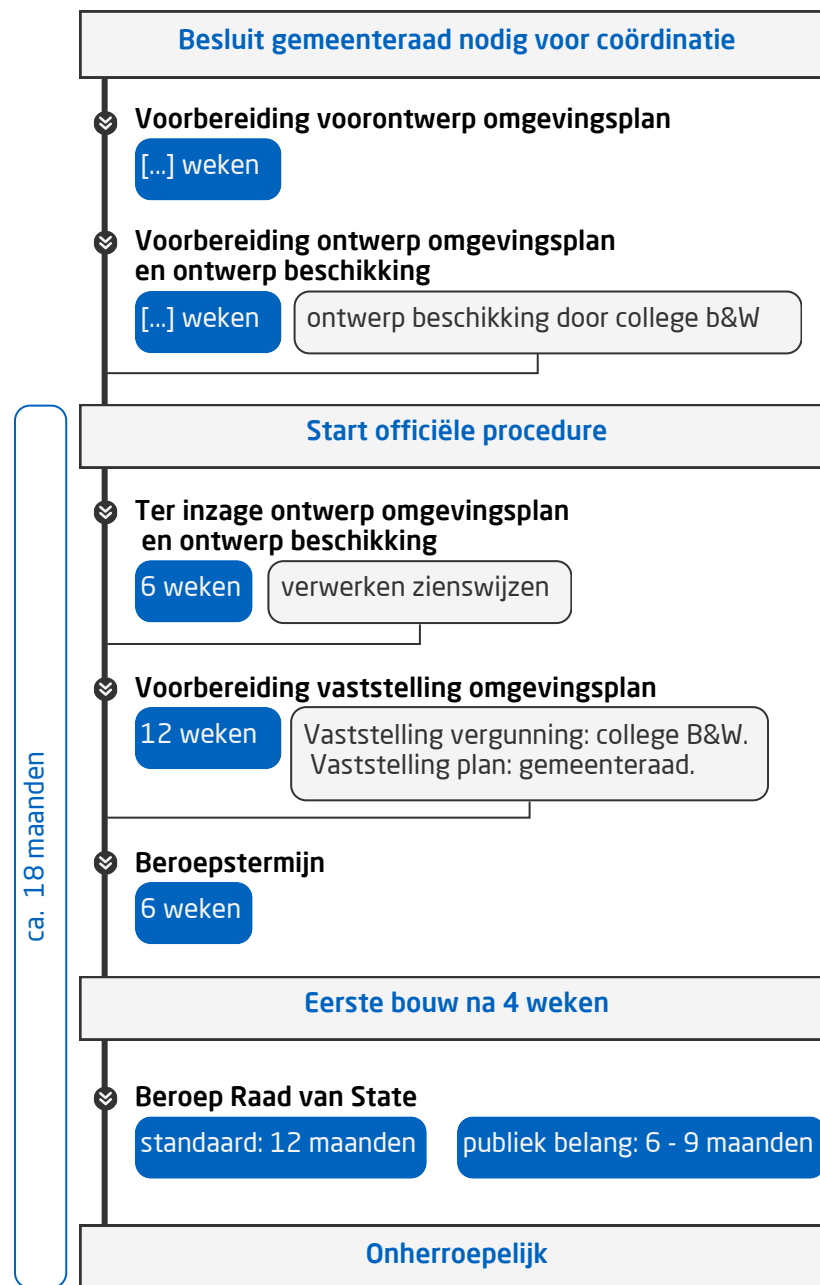 Besluit gemeenteraad nodig voor coördinatie
Voorbereiding voorontwerp omgevingsplan
[...] weken
Voorbereiding ontwerp omgevingsplan
en ontwerp beschikking
[...] weken
ontwerp beschikking door college b&W
Start officiële procedure
Ter inzage ontwerp omgevingsplan
en ontwerp beschikking
6 weken
verwerken zienswijzen
Voorbereiding vaststelling omgevingsplan
12 weken
Vaststelling vergunning: college B&W.
Vaststelling plan: gemeenteraad.
Beroepstermijn
6 weken
ca. 18 maanden
Eerste bouw na 4 weken
Beroep Raad van State
standaard: 12 maanden
publiek belang: 6 - 9 maanden
Onherroepelijk